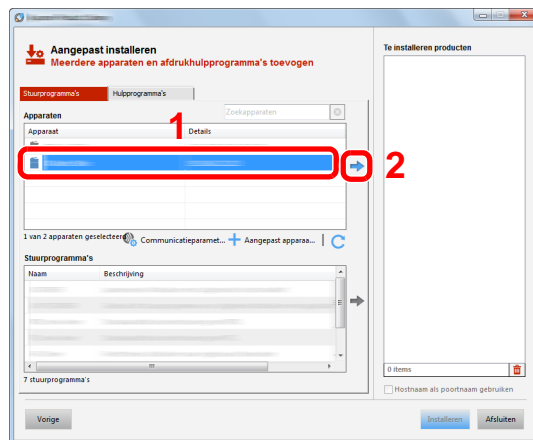 Aangepast installeren
Meerdere apparaten en afdrukhulpprogramma's toevoegen
Te installeren producten
Stuurprogramma's
Hulpprogramma's
1
Apparaten
Zoekapparaten
Apparaat
Details
2
1 van 2 apparaten geselecteer
Communicatieparamet...
Aangepast apparaa...
Stuurprogramma's
Naam
Beschrijving
7 stuurprogramma's
0 items
Hostnaam als poortnaam gebruiken
Vorige
Installeren
Afsluiten